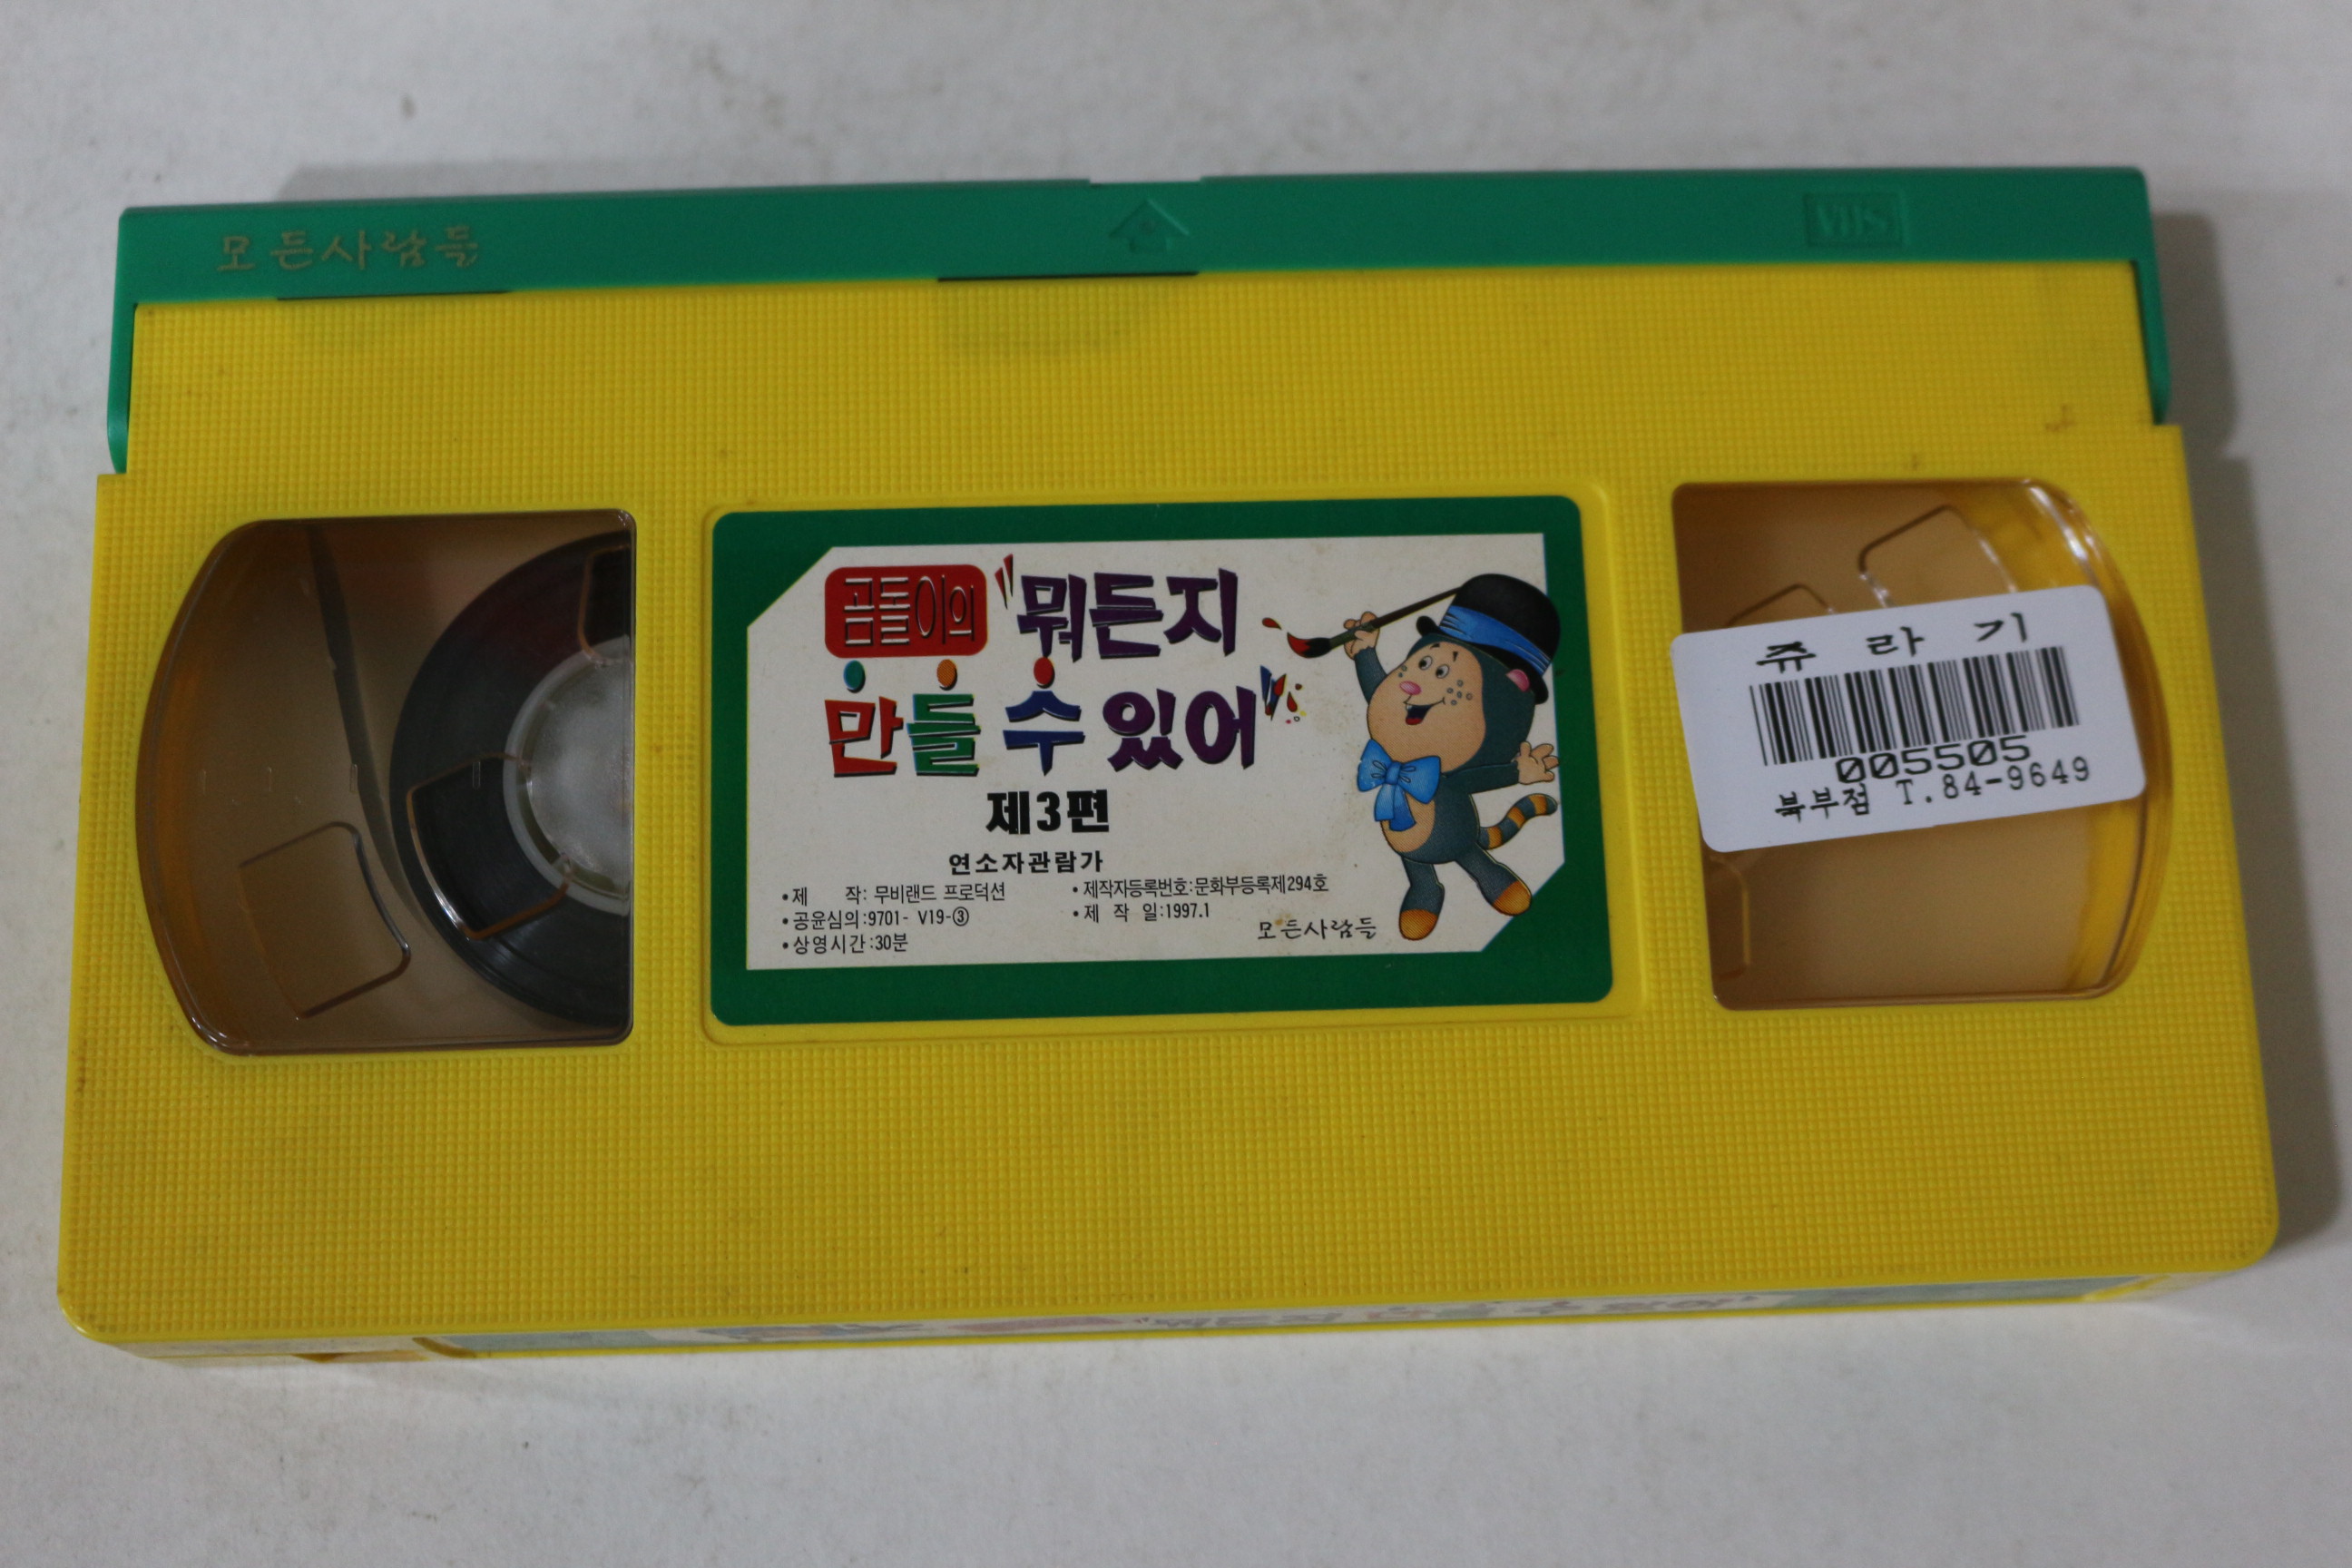 모든사람들
VHS
곰돌이의 "뭐든지
만들 수 있어"
제3편
연소자관람가
•제 작: 무비랜드 프로덕션
•제작자등록번호:문화부등록제294호
•공윤심의:9701- V19-③
•제 작 일:1997.1
•상영시간:30분
모든사람들
쥬 라 기
005505
북부점 T.84-9649